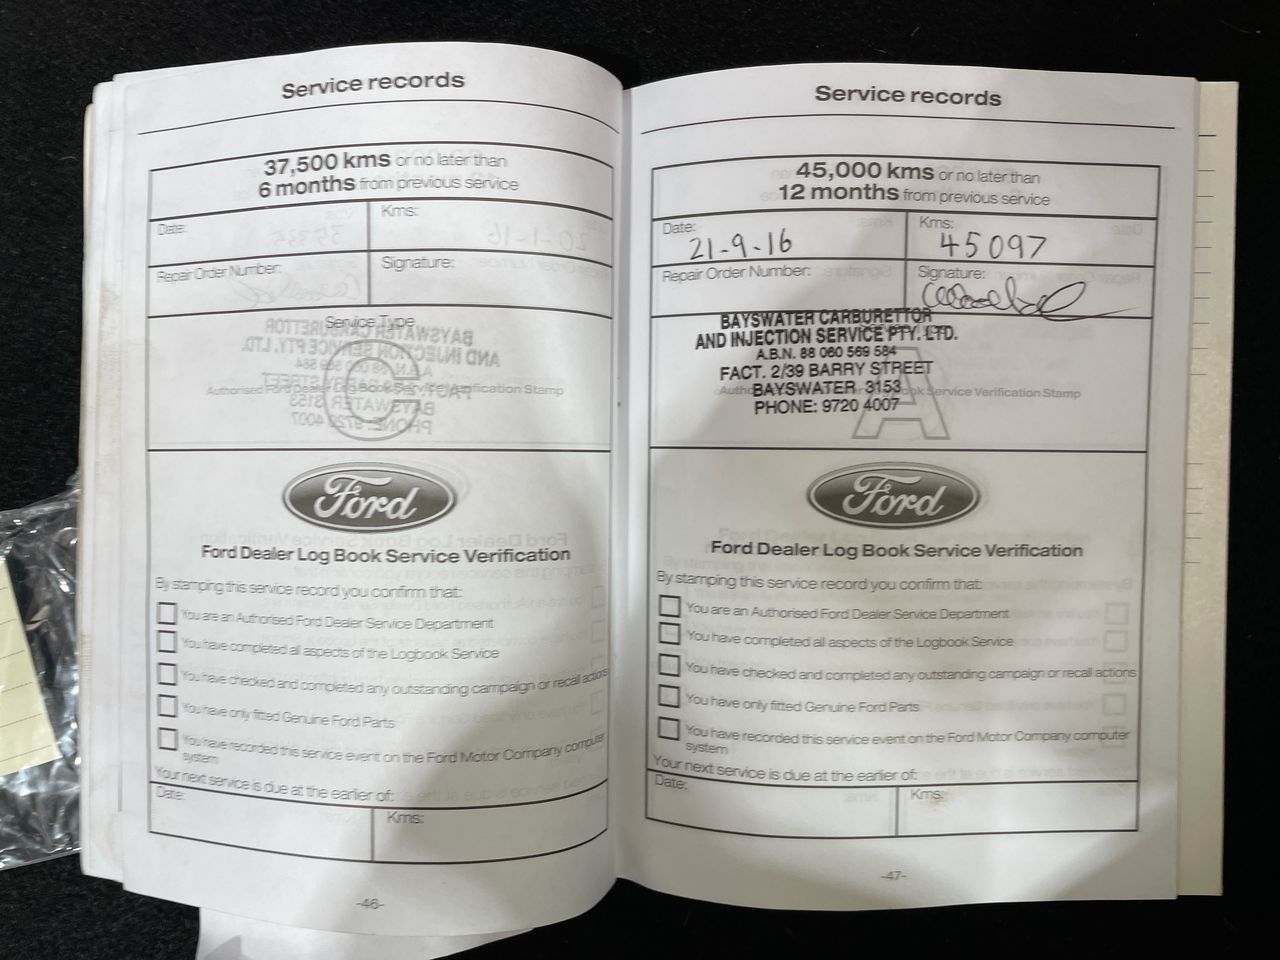 Service records
37,500 kms or no later than
6 months from previous service
Date:
Kms:
Repair Order Number:
Signature:
Service Type
C
Authorised Ford Dealer Log Book Service Verification Stamp
Ford
Ford Dealer Log Book Service Verification
By stamping this service record you confirm that:
You are an Authorised Ford Dealer Service Department
You have completed all aspects of the Logbook Service
You have checked and completed any outstanding campaign or recall actions
You have only fitted Genuine Ford Parts
You have recorded this service event on the Ford Motor Company computer
system
Your next service is due at the earlier of:
Date:
Kms:
-46-
Service records
45,000 kms or no later than
12 months from previous service
Date:
21-9-16
Kms:
45097
Repair Order Number:
Signature:
BAYSWATER CARBURETTOR
AND INJECTION SERVICE PTY. LTD.
A.B.N. 88 060 569 584
FACT. 2/39 BARRY STREET
BAYSWATER 3153
PHONE: 9720 4007
A
Book Service Verification Stamp
Ford
Ford Dealer Log Book Service Verification
By stamping this service record you confirm that:
You are an Authorised Ford Dealer Service Department
You have completed all aspects of the Logbook Service
You have checked and completed any outstanding campaign or recall actions
You have only fitted Genuine Ford Parts
You have recorded this service event on the Ford Motor Company computer
system
Your next service is due at the earlier of:
Date:
Kms:
-47-